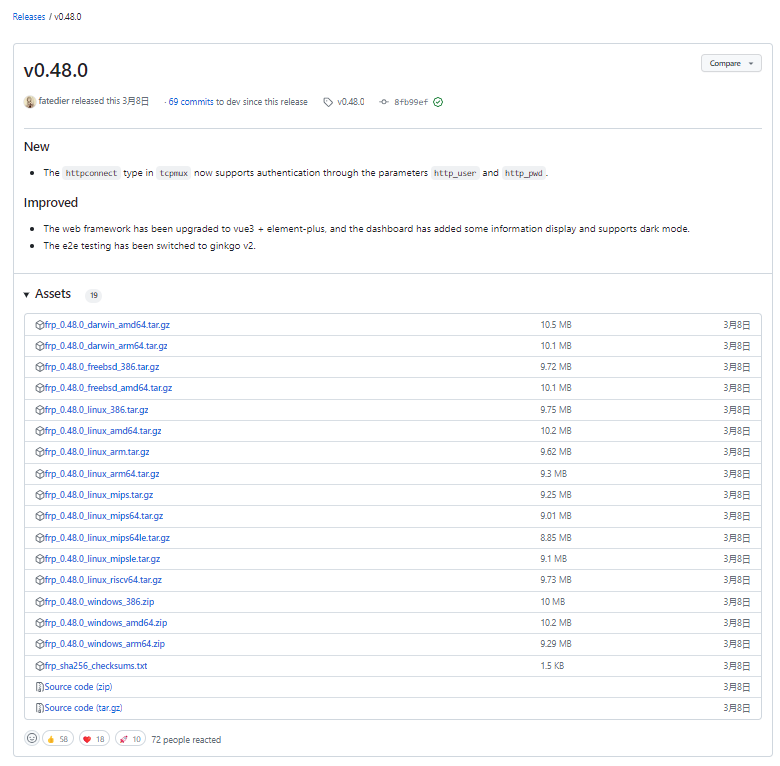 Releases / v0.48.0
v0.48.0
Compare
fatedier released this 3月8日 · 69 commits to dev since this release v0.48.0 8fb99ef
New
The httpconnect type in tcpmux now supports authentication through the parameters http_user and http_pwd.
Improved
The web framework has been upgraded to vue3 + element-plus, and the dashboard has added some information display and supports dark mode.
The e2e testing has been switched to ginkgo v2.
Assets 19
frp_0.48.0_darwin_amd64.tar.gz 10.5 MB 3月8日
frp_0.48.0_darwin_arm64.tar.gz 10.1 MB 3月8日
frp_0.48.0_freebsd_386.tar.gz 9.72 MB 3月8日
frp_0.48.0_freebsd_amd64.tar.gz 10.1 MB 3月8日
frp_0.48.0_linux_386.tar.gz 9.75 MB 3月8日
frp_0.48.0_linux_amd64.tar.gz 10.2 MB 3月8日
frp_0.48.0_linux_arm.tar.gz 9.62 MB 3月8日
frp_0.48.0_linux_arm64.tar.gz 9.3 MB 3月8日
frp_0.48.0_linux_mips.tar.gz 9.25 MB 3月8日
frp_0.48.0_linux_mips64.tar.gz 9.01 MB 3月8日
frp_0.48.0_linux_mips64le.tar.gz 8.85 MB 3月8日
frp_0.48.0_linux_mipsle.tar.gz 9.1 MB 3月8日
frp_0.48.0_linux_riscv64.tar.gz 9.73 MB 3月8日
frp_0.48.0_windows_386.zip 10 MB 3月8日
frp_0.48.0_windows_amd64.zip 10.2 MB 3月8日
frp_0.48.0_windows_arm64.zip 9.29 MB 3月8日
frp_sha256_checksums.txt 1.5 KB 3月8日
Source code (zip) 3月8日
Source code (tar.gz) 3月8日
58 18 10 72 people reacted